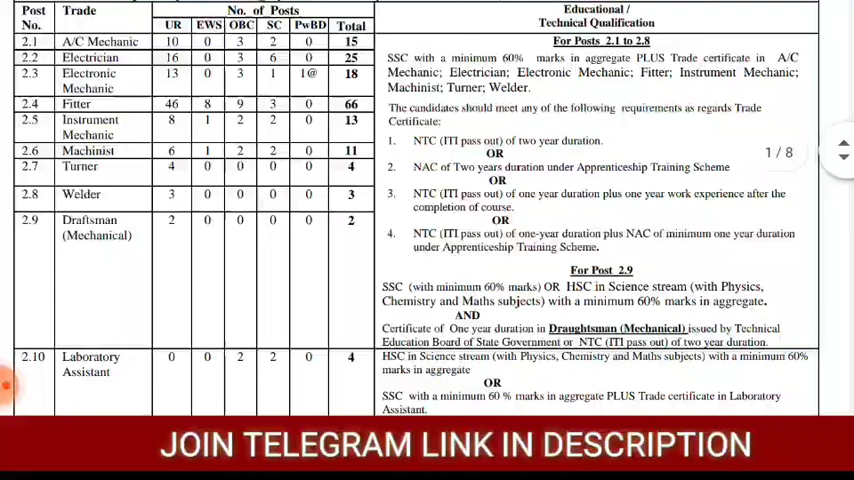 Post Trade No. of Posts Educational /
No. UR EWS OBC SC PwBD Total Technical Qualification
2.1 A/C Mechanic 10 0 3 2 0 15
2.2 Electrician 16 0 3 6 0 25
2.3 Electronic Mechanic 13 0 3 1 1@ 18
2.4 Fitter 46 8 9 3 0 66
2.5 Instrument Mechanic 8 1 2 2 0 13
2.6 Machinist 6 1 2 2 0 11
2.7 Turner 4 0 0 0 0 4
2.8 Welder 3 0 0 0 0 3
For Posts 2.1 to 2.8
SSC with a minimum 60% marks in aggregate PLUS Trade certificate in A/C
Mechanic; Electrician; Electronic Mechanic; Fitter; Instrument Mechanic;
Machinist; Turner; Welder.
The candidates should meet any of the following requirements as regards Trade
Certificate:
1. NTC (ITI pass out) of two year duration.
OR
2. NAC of Two years duration under Apprenticeship Training Scheme
OR
3. NTC (ITI pass out) of one year duration plus one year work experience after the
completion of course.
OR
4. NTC (ITI pass out) of one-year duration plus NAC of minimum one year duration
under Apprenticeship Training Scheme.
1 / 8
2.9 Draftsman (Mechanical) 2 0 0 0 0 2
For Post 2.9
SSC (with minimum 60% marks) OR HSC in Science stream (with Physics,
Chemistry and Maths subjects) with a minimum 60% marks in aggregate.
AND
Certificate of One year duration in Draughtsman (Mechanical) issued by Technical
Education Board of State Government or NTC (ITI pass out) of two year duration.
2.10 Laboratory Assistant 0 0 2 2 0 4
HSC in Science stream (with Physics, Chemistry and Maths subjects) with a minimum 60%
marks in aggregate
OR
SSC with a minimum 60 % marks in aggregate PLUS Trade certificate in Laboratory
Assistant.
JOIN TELEGRAM LINK IN DESCRIPTION